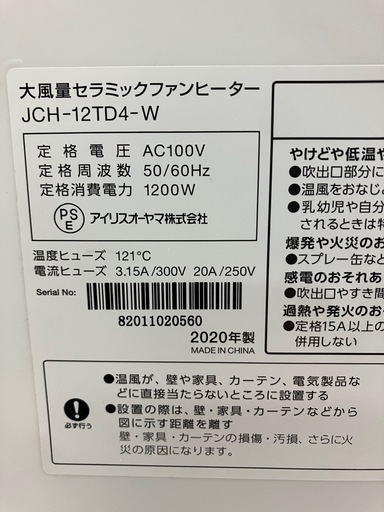 大風量セラミックファンヒーター
JCH-12TD4-W
定格電圧 AC100V
定格周波数 50/60Hz
定格消費電力 1200W
PSE アイリスオーヤマ株式会社
温度ヒューズ 121℃
電流ヒューズ 3.15A/300V 20A/250V
Serial No:
82011020560
2020年製
MADE IN CHINA
やけどや低温や
●吹出口部分に
●温風をおなじと
●乳幼児や自分
されるときは特
爆発や火災のお
●スプレー缶など
感電のおそれあ
●吹出口やすき間
過熱や発火のお
●定格15A以上の
併用しない
●温風が、壁や家具、カーテン、電気製品な
どに直接当たらないところに設置する
●設置の際は、壁・家具・カーテンなどから
図に示す距離を離す
壁・家具・カーテンの損傷・汚損、さらに火
災の原因になります。
必ず行う